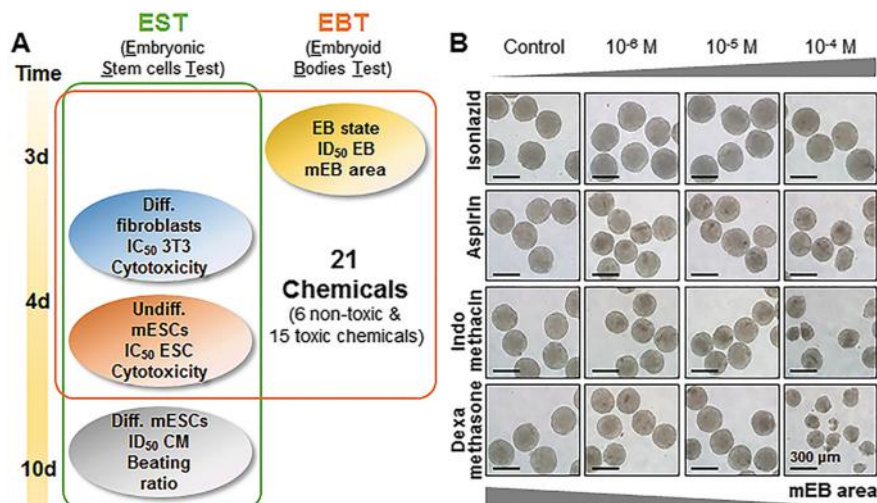 A
EST
(Embryonic
Stem cells Test)
EBT
(Embryoid
Bodies Test)
Time
3d
4d
10d
EB state
ID₅₀ EB
mEB area
Diff.
fibroblasts
IC₅₀ 3T3
Cytotoxicity
21
Chemicals
(6 non-toxic &
15 toxic chemicals)
Undiff.
mESCs
IC₅₀ ESC
Cytotoxicity
Diff. mESCs
ID₅₀ CM
Beating
ratio
B
Control 10⁻⁶ M 10⁻⁵ M 10⁻⁴ M
Isoniazid
Aspirin
Indo
methacin
Dexa
methasone
300 µm
mEB area